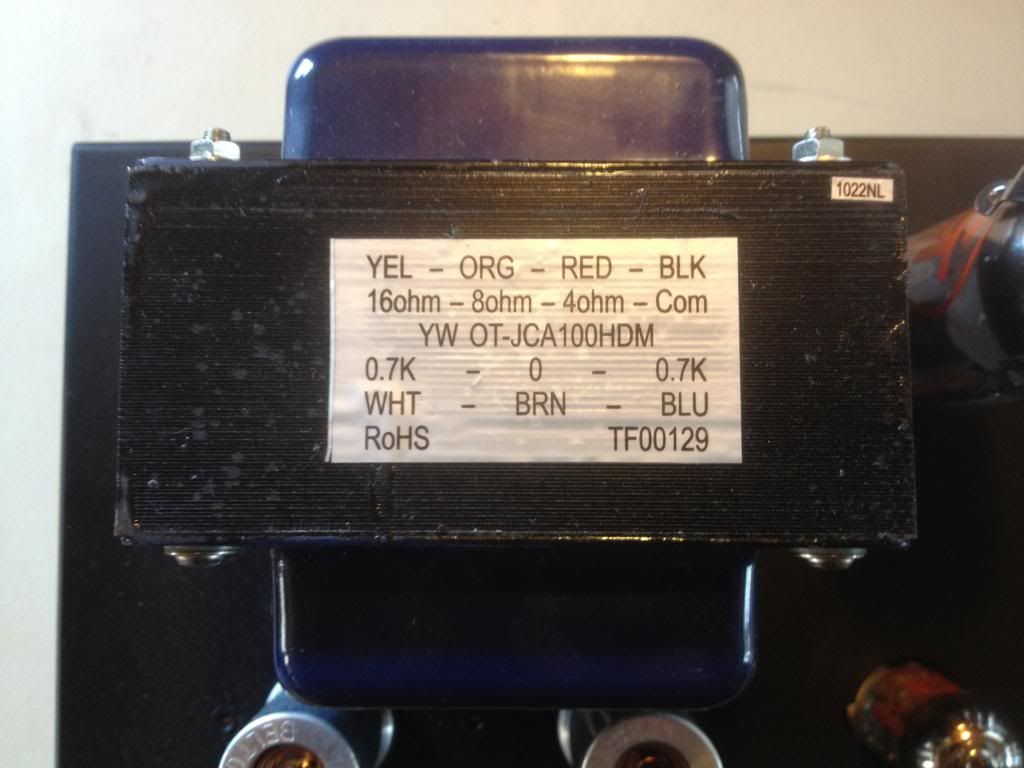 1022NL
YEL – ORG – RED – BLK
16ohm – 8ohm – 4ohm – Com
YW OT-JCA100HDM
0.7K – 0 – 0.7K
WHT – BRN – BLU
RoHS TF00129